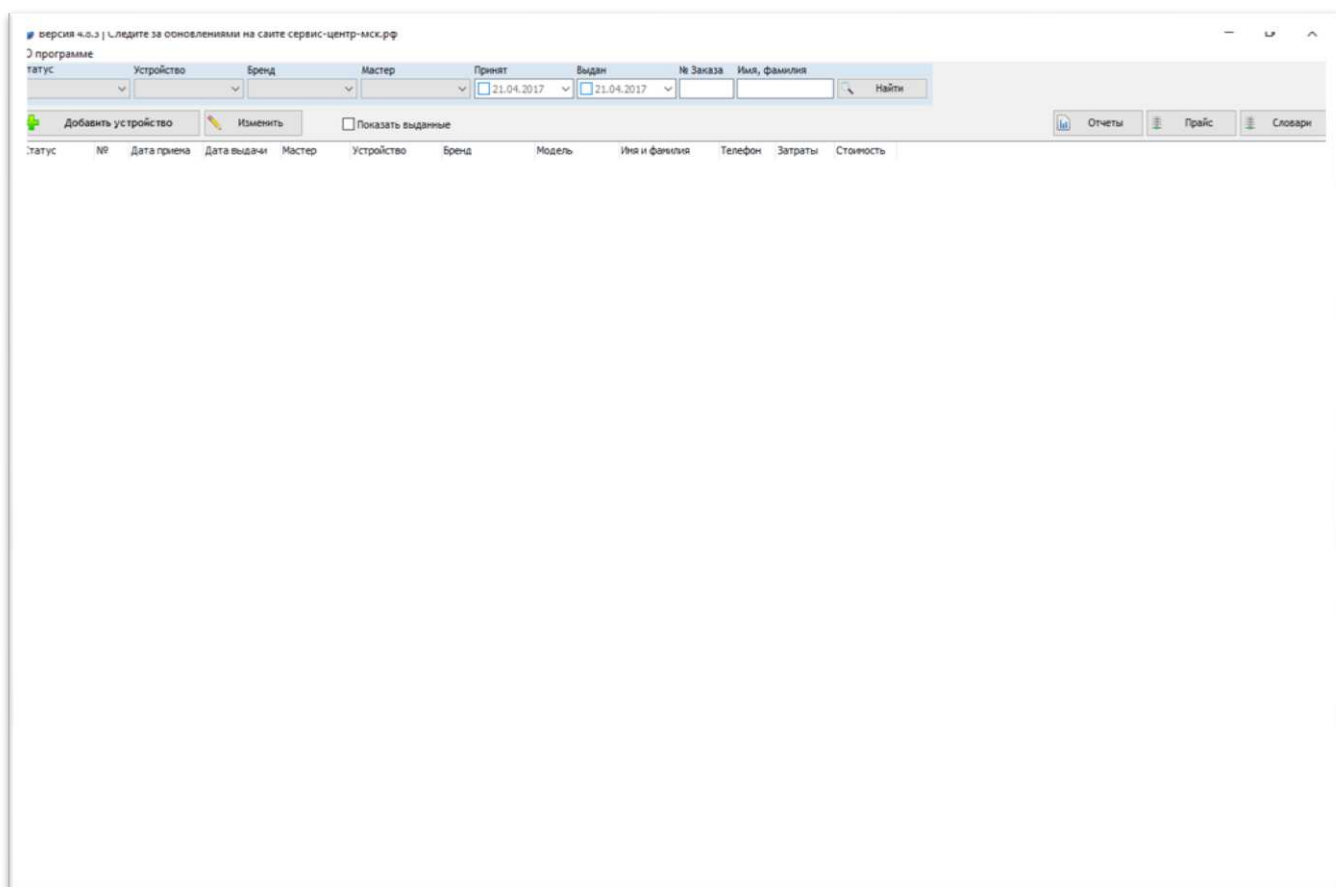 Версия 4.8.3 | Следите за обновлениями на сайте сервис-центр-мск.рф
О программе
татус Устройство Бренд Мастер Принят Выдан № Заказа Имя, фамилия
21.04.2017 21.04.2017 Найти
Добавить устройство Изменить Показать выданные Отчеты Прайс Словари
Статус № Дата приема Дата выдачи Мастер Устройство Бренд Модель Имя и фамилия Телефон Затраты Стоимость